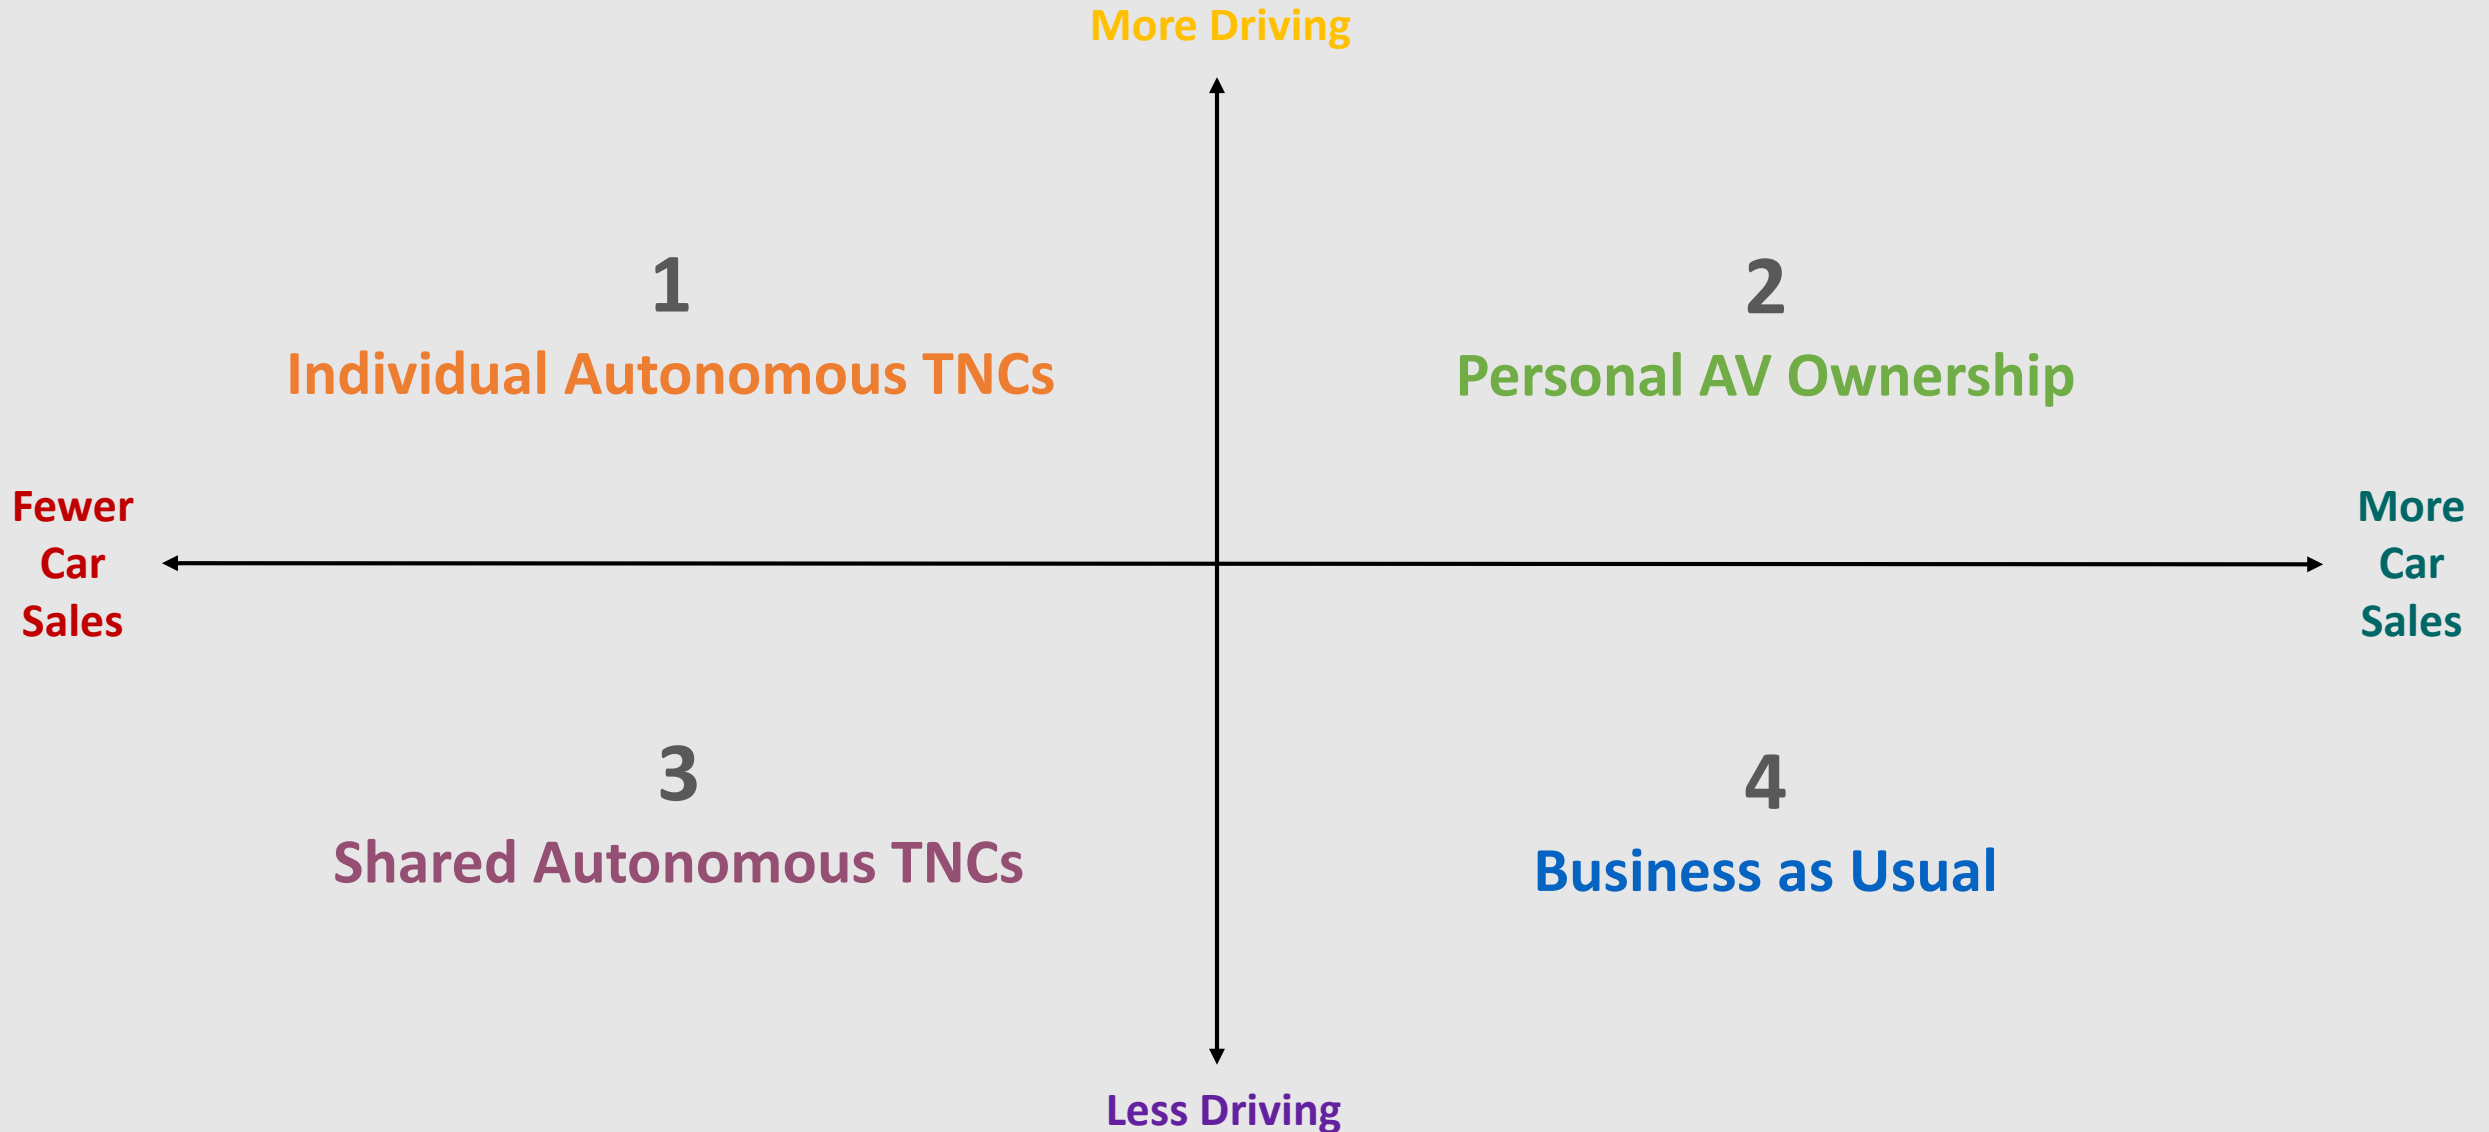 More Driving
1
Individual Autonomous TNCs
2
Personal AV Ownership
Fewer
Car
Sales
More
Car
Sales
3
Shared Autonomous TNCs
4
Business as Usual
Less Driving